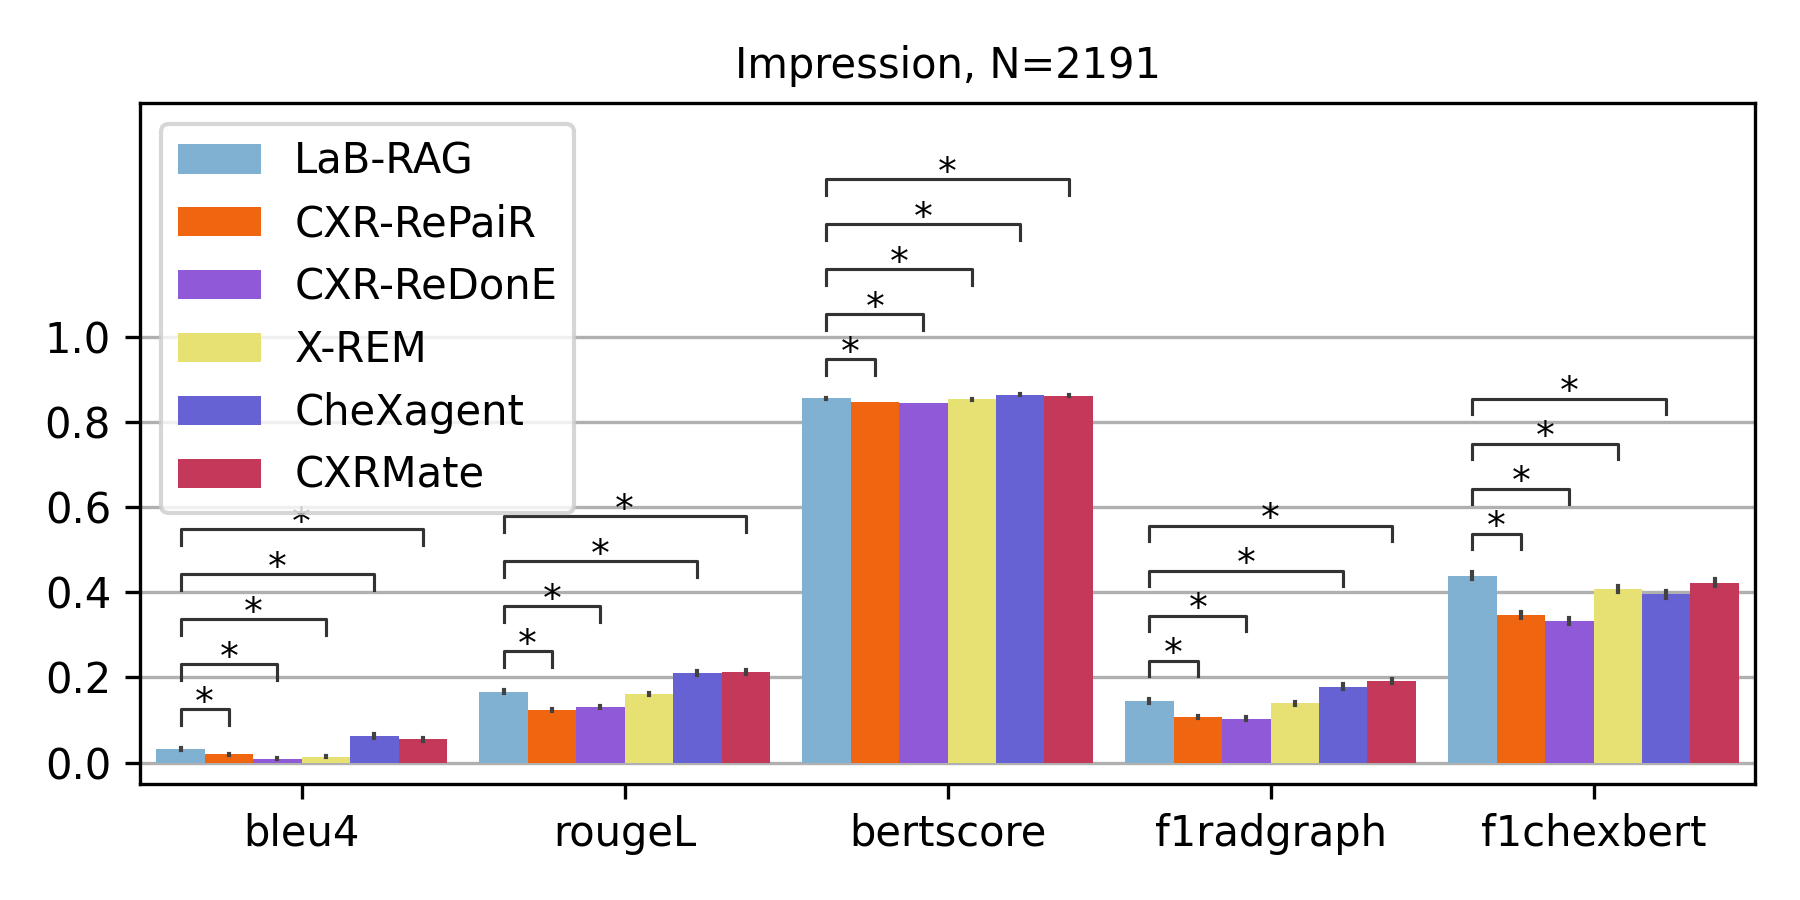 Impression, N=2191
LaB-RAG
CXR-RePaiR
CXR-ReDonE
X-REM
CheXagent
CXRMate
1.0
0.8
0.6
0.4
0.2
0.0
* * * * *
* * * *
* * * * *
* * * *
* * * *
bleu4 rougeL bertscore f1radgraph f1chexbert